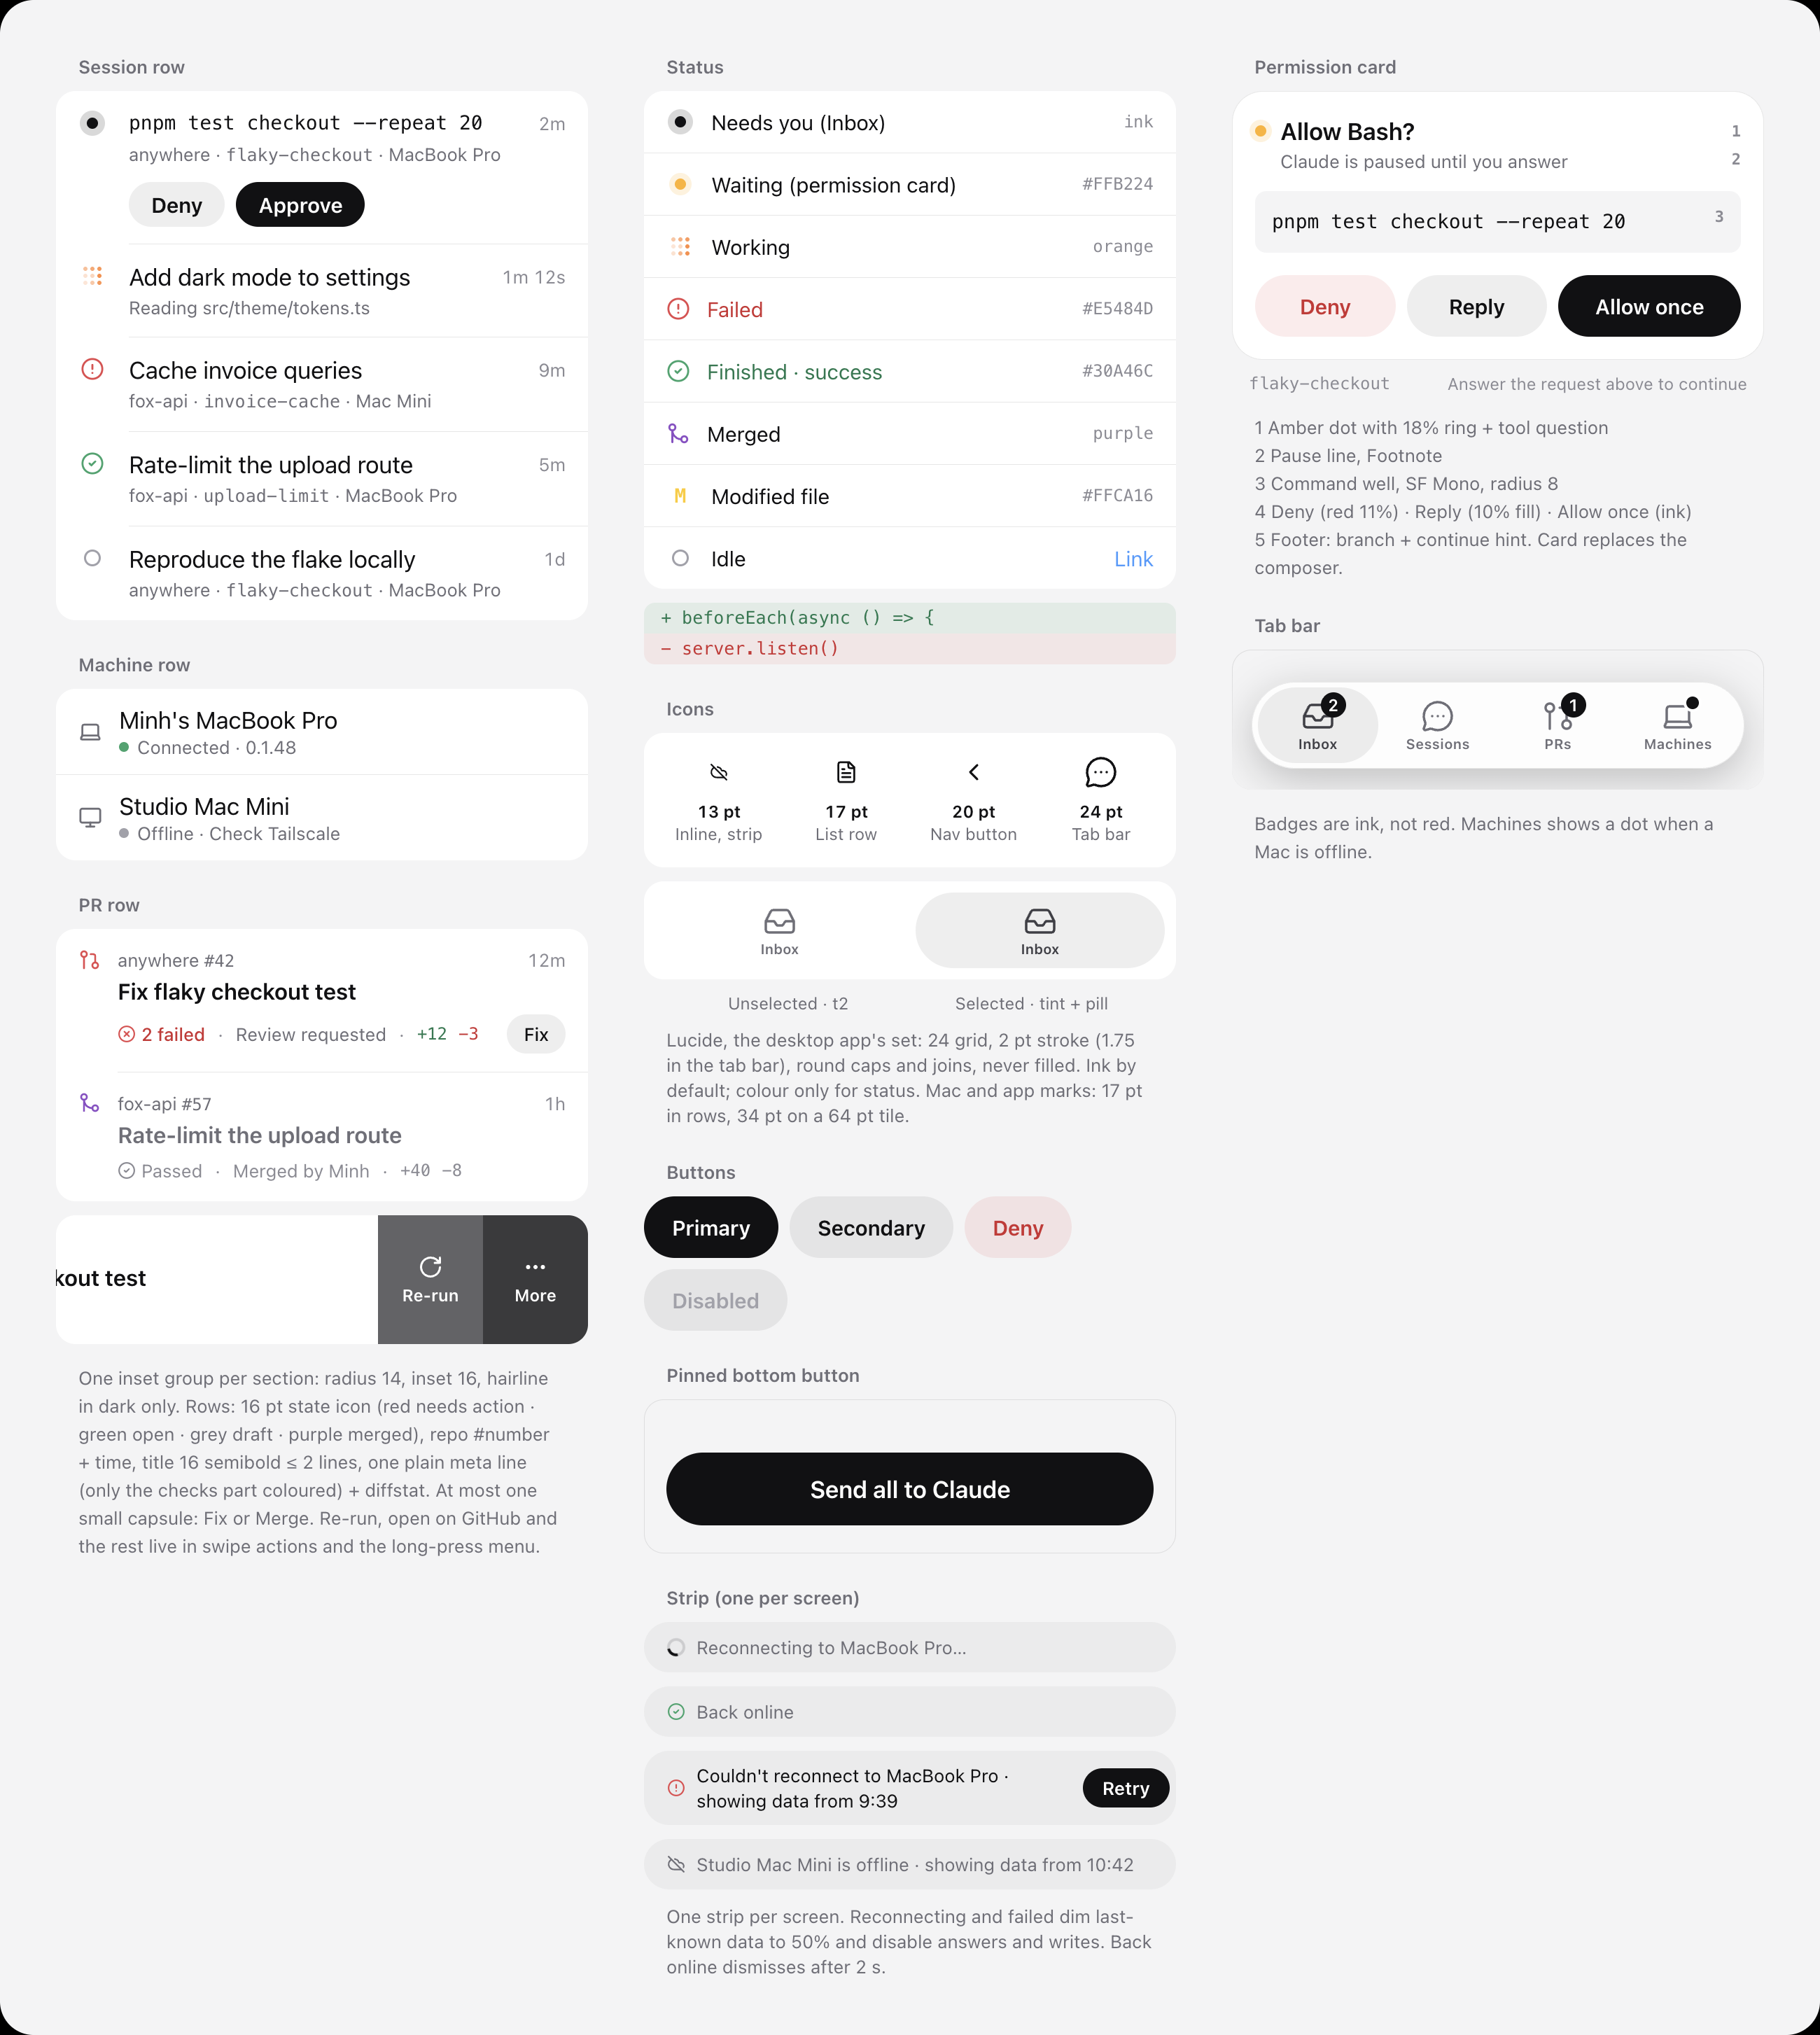 Session row
pnpm test checkout --repeat 20
2m
anywhere · flaky-checkout · MacBook Pro
Deny
Approve
Add dark mode to settings
1m 12s
Reading src/theme/tokens.ts
Cache invoice queries
9m
fox-api · invoice-cache · Mac Mini
Rate-limit the upload route
5m
fox-api · upload-limit · MacBook Pro
Reproduce the flake locally
1d
anywhere · flaky-checkout · MacBook Pro
Machine row
Minh's MacBook Pro
Connected · 0.1.48
Studio Mac Mini
Offline · Check Tailscale
PR row
anywhere #42
12m
Fix flaky checkout test
2 failed · Review requested · +12 −3
Fix
fox-api #57
1h
Rate-limit the upload route
Passed · Merged by Minh · +40 −8
kout test
Re-run
More
One inset group per section: radius 14, inset 16, hairline
in dark only. Rows: 16 pt state icon (red needs action ·
green open · grey draft · purple merged), repo #number
+ time, title 16 semibold ≤ 2 lines, one plain meta line
(only the checks part coloured) + diffstat. At most one
small capsule: Fix or Merge. Re-run, open on GitHub and
the rest live in swipe actions and the long-press menu.
Status
Needs you (Inbox)
ink
Waiting (permission card)
#FFB224
Working
orange
Failed
#E5484D
Finished · success
#30A46C
Merged
purple
M
Modified file
#FFCA16
Idle
Link
+ beforeEach(async () => {
− server.listen()
Icons
13 pt
Inline, strip
17 pt
List row
20 pt
Nav button
24 pt
Tab bar
Inbox
Inbox
Unselected · t2
Selected · tint + pill
Lucide, the desktop app's set: 24 grid, 2 pt stroke (1.75
in the tab bar), round caps and joins, never filled. Ink by
default; colour only for status. Mac and app marks: 17 pt
in rows, 34 pt on a 64 pt tile.
Buttons
Primary
Secondary
Deny
Disabled
Pinned bottom button
Send all to Claude
Strip (one per screen)
Reconnecting to MacBook Pro…
Back online
Couldn't reconnect to MacBook Pro ·
showing data from 9:39
Retry
Studio Mac Mini is offline · showing data from 10:42
One strip per screen. Reconnecting and failed dim last-
known data to 50% and disable answers and writes. Back
online dismisses after 2 s.
Permission card
Allow Bash?
1
Claude is paused until you answer
2
pnpm test checkout --repeat 20
3
Deny
Reply
Allow once
flaky-checkout
Answer the request above to continue
1 Amber dot with 18% ring + tool question
2 Pause line, Footnote
3 Command well, SF Mono, radius 8
4 Deny (red 11%) · Reply (10% fill) · Allow once (ink)
5 Footer: branch + continue hint. Card replaces the
composer.
Tab bar
2
Inbox
Sessions
1
PRs
Machines
Badges are ink, not red. Machines shows a dot when a
Mac is offline.